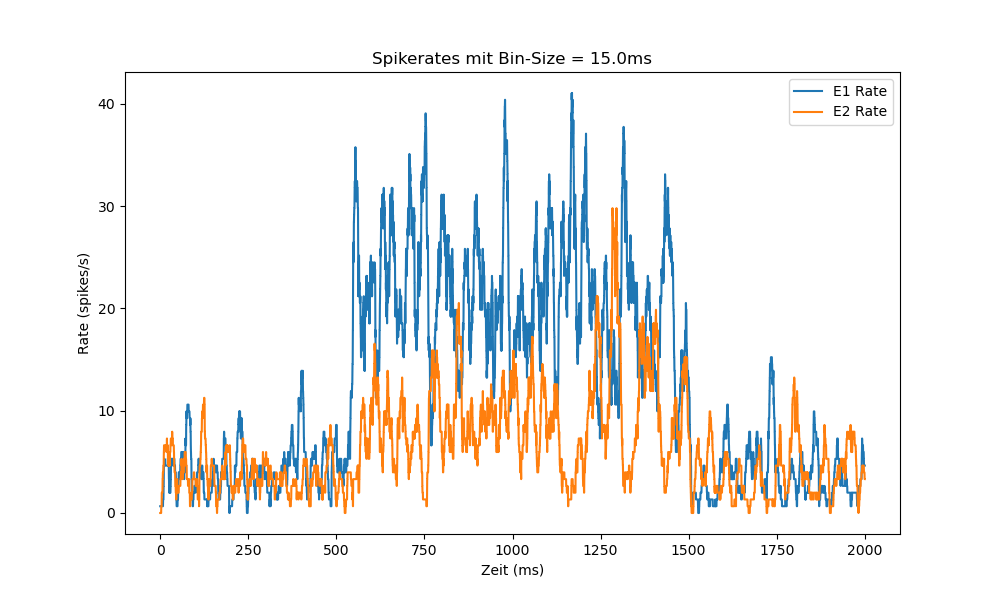 Spikerates mit Bin-Size = 15.0ms
E1 Rate
E2 Rate
40
30
20
10
0
Rate (spikes/s)
0 250 500 750 1000 1250 1500 1750 2000
Zeit (ms)